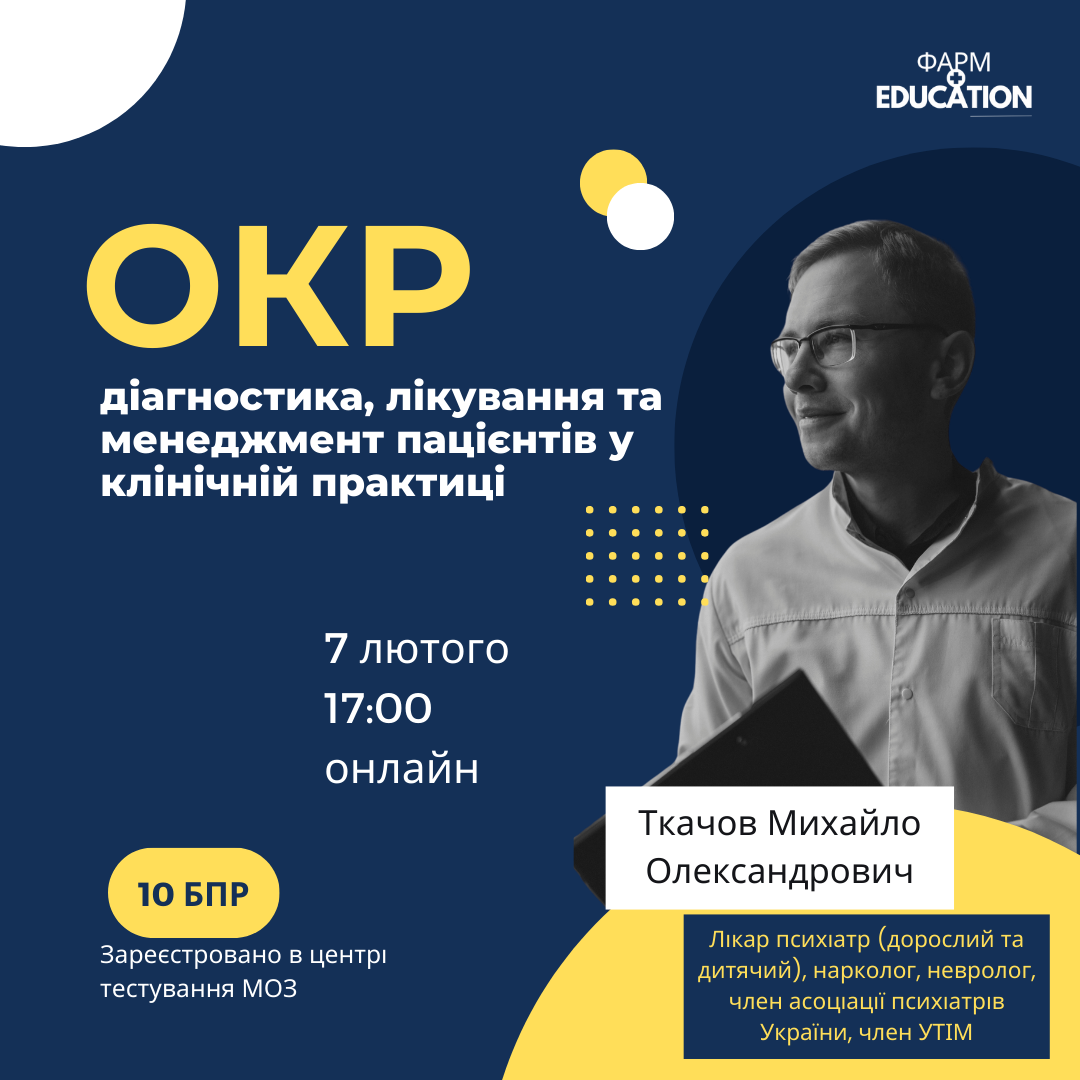 ФАРМ
EDUCATION
ОКР
діагностика, лікування та
менеджмент пацієнтів у
клінічній практиці
7 лютого
17:00
онлайн
Ткачов Михайло
Олександрович
10 БПР
Зареєстровано в центрі
тестування МОЗ
Лікар психіатр (дорослий та
дитячий), нарколог, невролог,
член асоціації психіатрів
України, член УТІМ